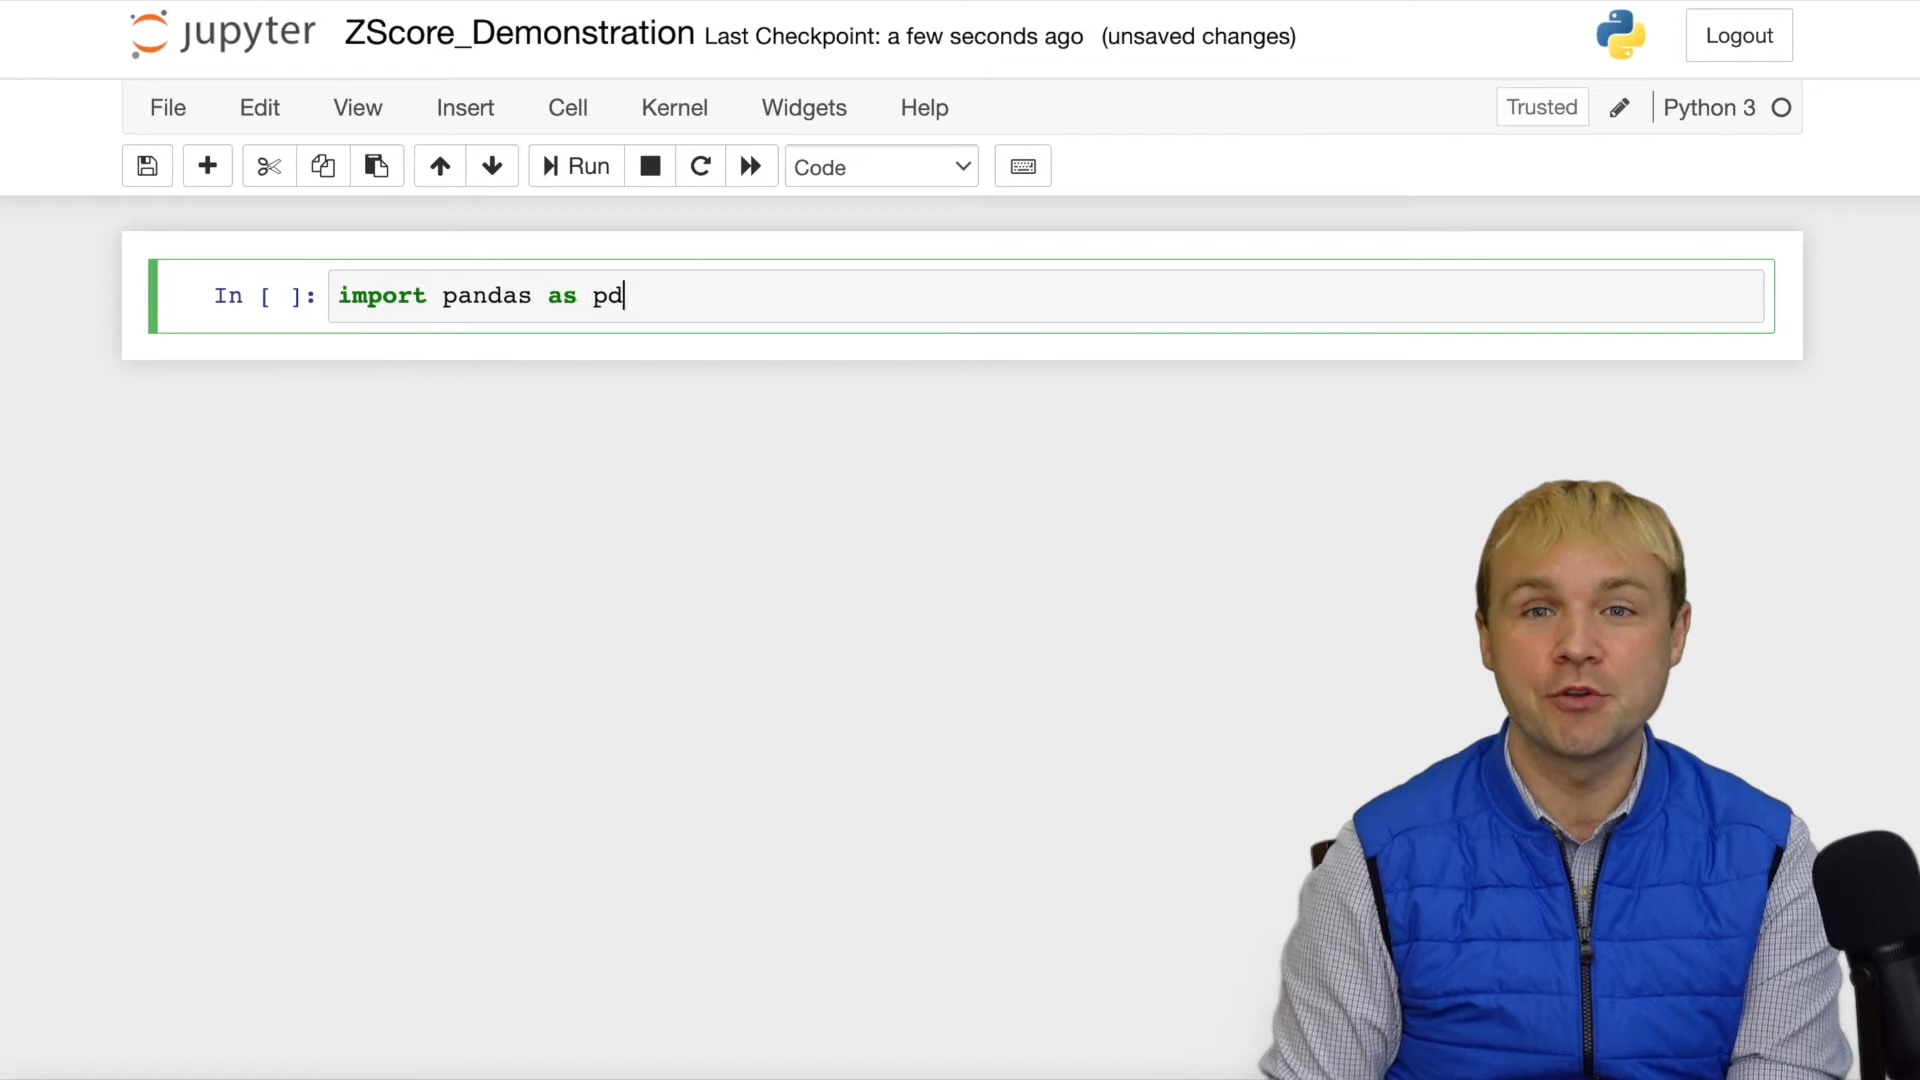 jupyter ZScore_Demonstration Last Checkpoint: a few seconds ago (unsaved changes) Logout
File Edit View Insert Cell Kernel Widgets Help Trusted Python 3
Run Code
In [ ]: import pandas as pd